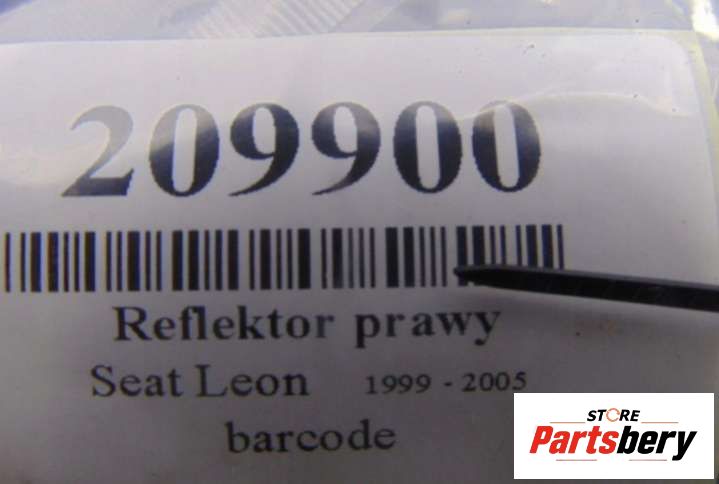 209900
Reflektor prawy
Seat Leon 1999 - 2005
barcode
STORE
Partsbery